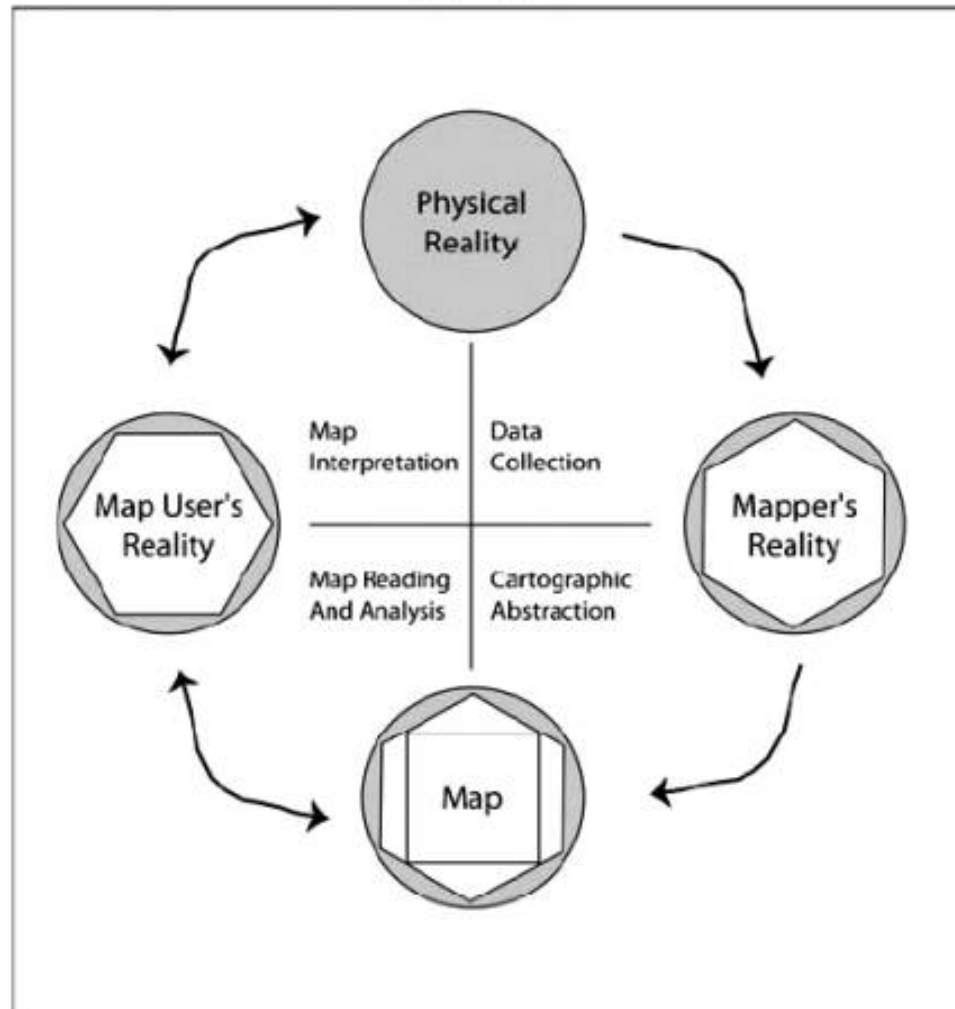 Physical
Reality
Map
Interpretation
Data
Collection
Map User's
Reality
Mapper's
Reality
Map Reading
And Analysis
Cartographic
Abstraction
Map